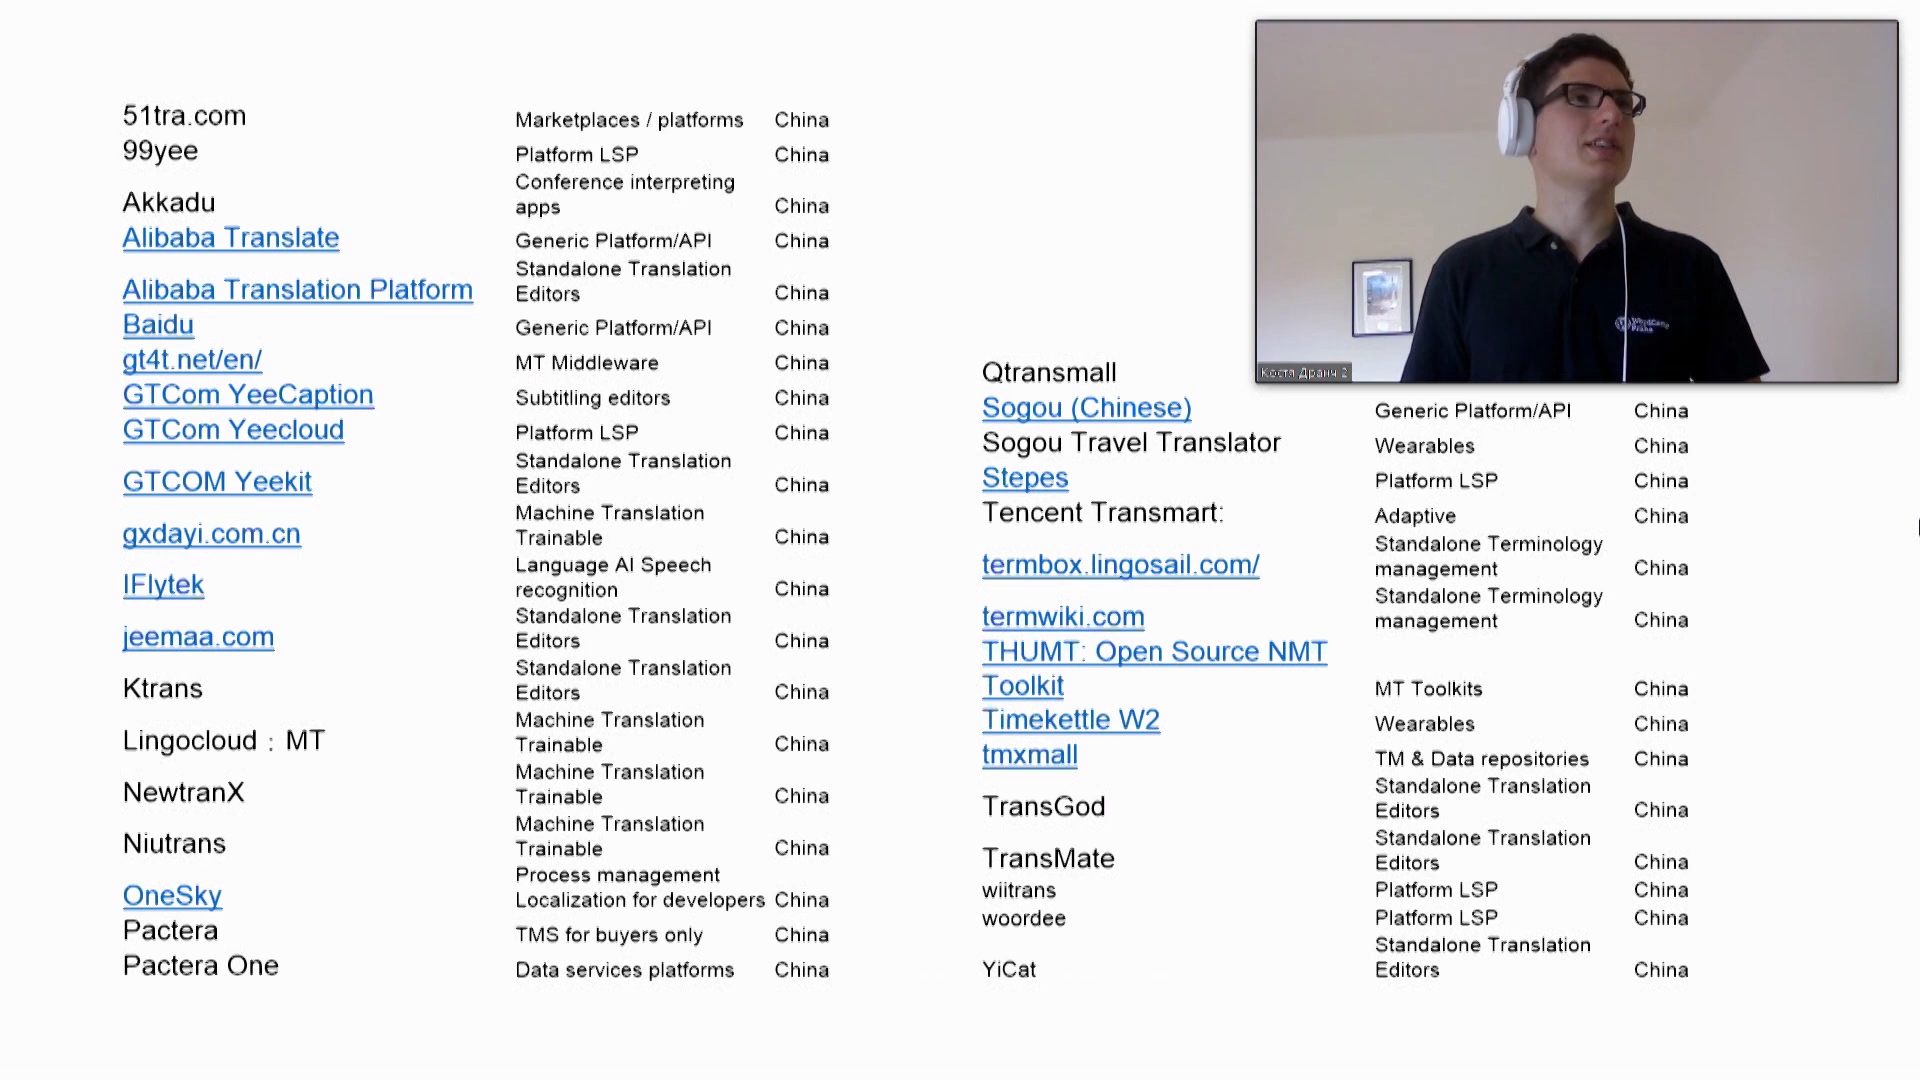 51tra.com Marketplaces / platforms China
99yee Platform LSP China
Conference interpreting
Akkadu apps China
Alibaba Translate Generic Platform/API China
Standalone Translation
Alibaba Translation Platform Editors China
Baidu Generic Platform/API China
gt4t.net/en/ MT Middleware China
GTCom YeeCaption Subtitling editors China
GTCom Yeecloud Platform LSP China
Standalone Translation
GTCOM Yeekit Editors China
Machine Translation
gxdayi.com.cn Trainable China
Language AI Speech
IFlytek recognition China
Standalone Translation
jeemaa.com Editors China
Standalone Translation
Ktrans Editors China
Machine Translation
Lingocloud：MT Trainable China
Machine Translation
NewtranX Trainable China
Machine Translation
Niutrans Trainable China
Process management
OneSky Localization for developers China
Pactera TMS for buyers only China
Pactera One Data services platforms China
Qtransmall
Sogou (Chinese) Generic Platform/API China
Sogou Travel Translator Wearables China
Stepes Platform LSP China
Tencent Transmart: Adaptive China
Standalone Terminology
termbox.lingosail.com/ management China
Standalone Terminology
termwiki.com management China
THUMT: Open Source NMT
Toolkit MT Toolkits China
Timekettle W2 Wearables China
tmxmall TM & Data repositories China
Standalone Translation
TransGod Editors China
Standalone Translation
TransMate Editors China
wiitrans Platform LSP China
woordee Platform LSP China
Standalone Translation
YiCat Editors China
WordCamp
Praha
Костя Дранч 2